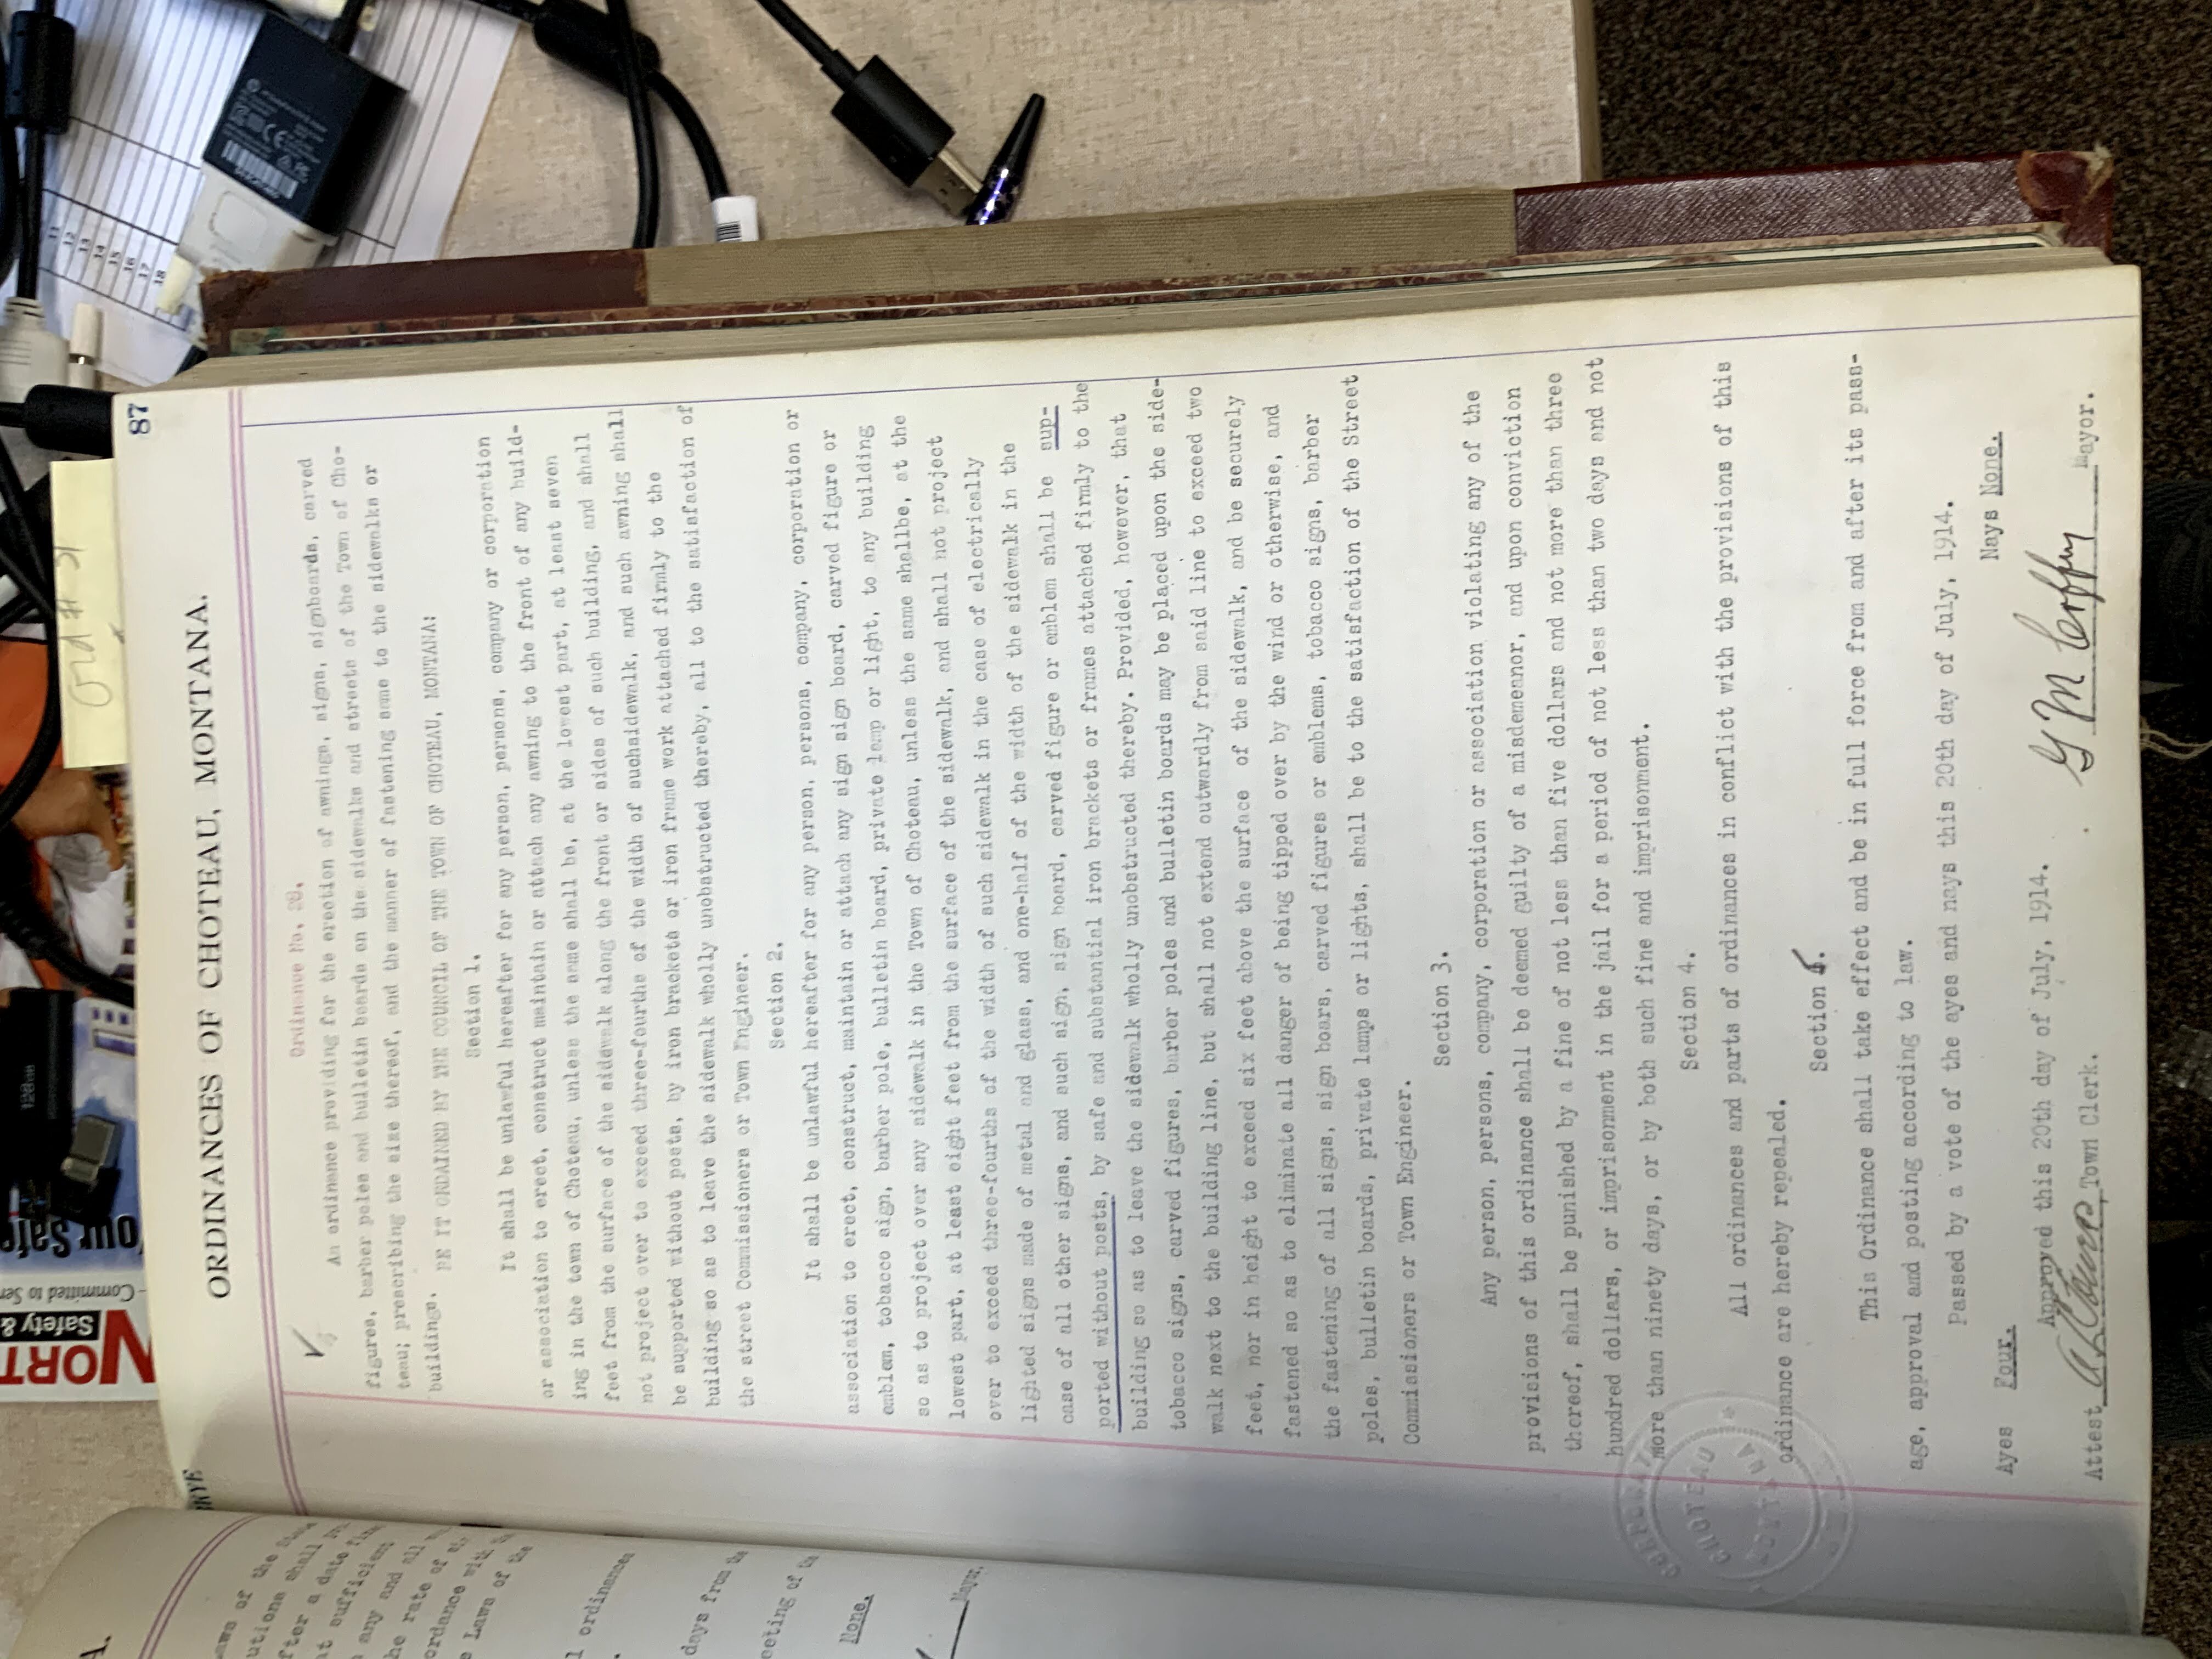 ORDINANCES OF CHOTEAU, MONTANA.
87
Ordinance No.
An ordinance providing for the erection of awnings, signs, signboards, carved
figures, barber poles and bulletin boards on the sidewalks and streets of the Town of Cho-
teau; prescribing the size thereof, and the manner of fastening same to the sidewalks or
buildings.
BE IT ORDAINED BY THE COUNCIL OF THE TOWN OF CHOTEAU, MONTANA:
Section 1.
It shall be unlawful hereafter for any person, persons, company or corporation
or association to erect, construct maintain or attach any awning to the front of any build-
ing in the town of Choteau, unless the same shall be, at the lowest part, at least seven
feet from the surface of the sidewalk along the front or sides of such building, and shall
not project over to exceed three-fourths of the width of suchsidewalk, and such awning shall
be supported without posts, by iron brackets or iron frame work attached firmly to the
building so as to leave the sidewalk wholly unobstructed thereby, all to the satisfaction of
the street Commissioners or Town Engineer.
Section 2.
It shall be unlawful hereafter for any person, persons, company, corporation or
association to erect, construct, maintain or attach any sign sign board, carved figure or
emblem, tobacco sign, barber pole, bulletin board, private lamp or light, to any building
so as to project over any sidewalk in the Town of Choteau, unless the same shallbe, at the
lowest part, at least eight feet from the surface of the sidewalk, and shall not project
over to exceed three-fourths of the width of such sidewalk in the case of electrically
lighted signs made of metal and glass, and one-half of the width of the sidewalk in the
case of all other signs, and such sign, sign board, carved figure or emblem shall be sup-
ported without posts, by safe and substantial iron brackets or frames attached firmly to the
building so as to leave the sidewalk wholly unobstructed thereby. Provided, however, that
tobacco signs, carved figures, barber poles and bulletin boards may be placed upon the side-
walk next to the building line, but shall not extend outwardly from said line to exceed two
feet, nor in height to exceed six feet above the surface of the sidewalk, and be securely
fastened so as to eliminate all danger of being tipped over by the wind or otherwise, and
the fastening of all signs, sign boars, carved figures or emblems, tobacco signs, barber
poles, bulletin boards, private lamps or lights, shall be to the satisfaction of the Street
Commissioners or Town Engineer.
Section 3.
Any person, persons, company, corporation or association violating any of the
provisions of this ordinance shall be deemed guilty of a misdemeanor, and upon conviction
thereof, shall be punished by a fine of not less than five dollars and not more than three
hundred dollars, or imprisonment in the jail for a period of not less than two days and not
more than ninety days, or by both such fine and imprisonment.
Section 4.
All ordinances and parts of ordinances in conflict with the provisions of this
ordinance are hereby repealed.
Section
This Ordinance shall take effect and be in full force from and after its pass-
age, approval and posting according to law.
Passed by a vote of the ayes and nays this 20th day of July, 1914.
Ayes Four.
Nays None.
Approved this 20th day of July, 1914.
Attest
Town Clerk.
Mayor.
CHOTEAU
Ord # 31
Safety &
Committed to Ser
None.
days from
eeting of
ordinances